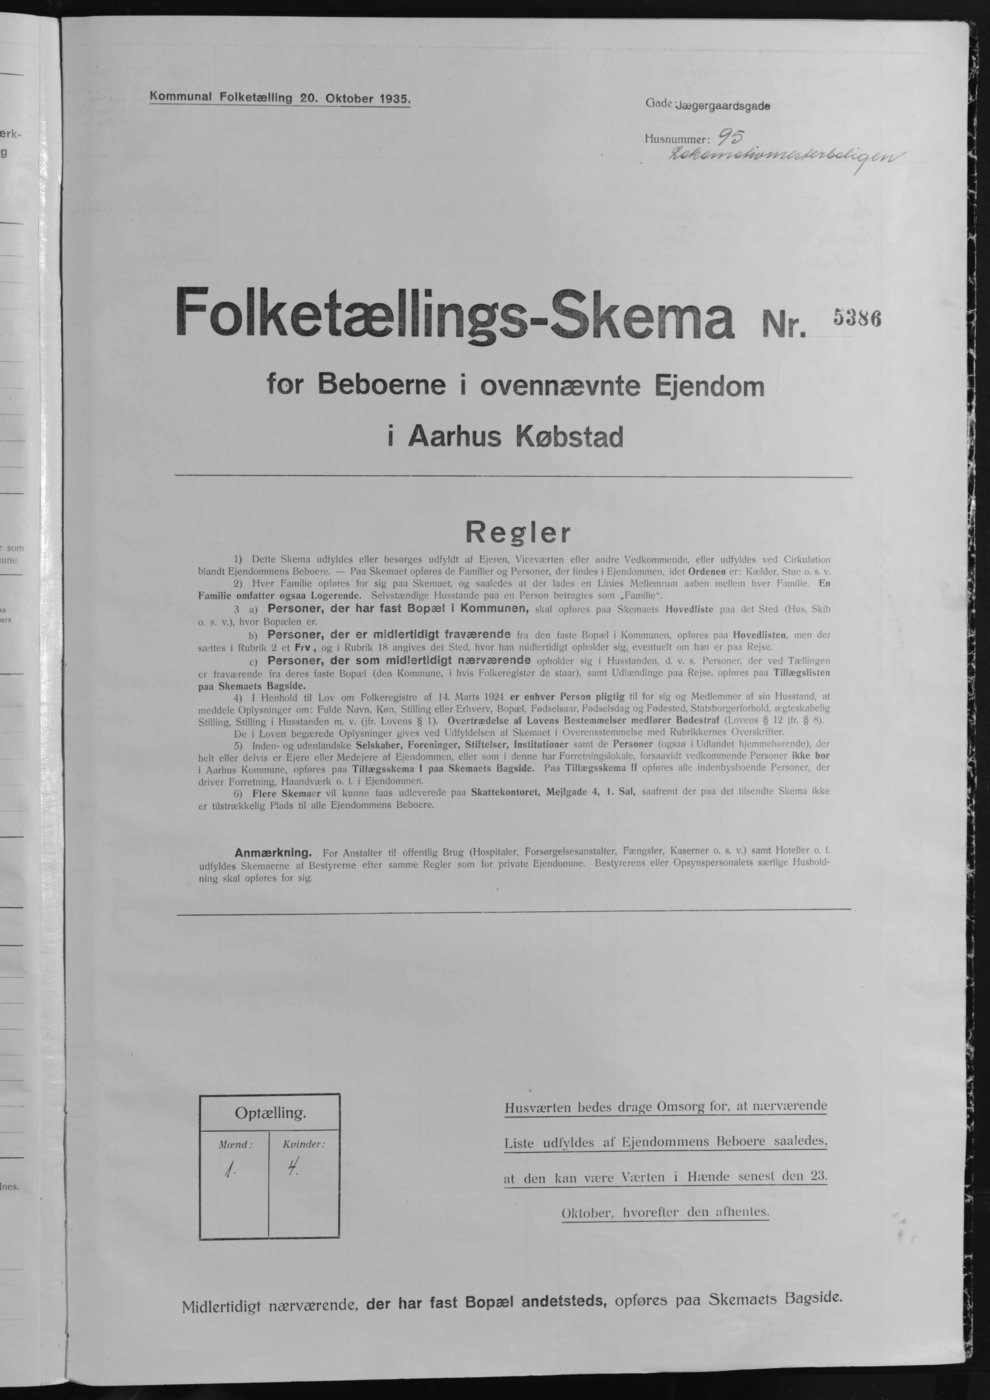 Kommunal Folketælling 20. Oktober 1935.
Gade: Jægergaardsgade
Husnummer: 95
Lokomotivmesterboligen
Folketællings-Skema Nr. 5386
for Beboerne i ovennævnte Ejendom
i Aarhus Købstad
Regler
1) Dette Skema udfyldes eller besørges udfyldt af Ejeren, Viceværten eller andre Vedkommende, eller udfyldes ved Cirkulation
blandt Ejendommens Beboere. — Paa Skemaet opføres de Familier og Personer, der findes i Ejendommen, idet Ordenen er: Kælder, Stue o. s. v.
2) Hver Familie opføres for sig paa Skemaet, og saaledes at der lades en Linies Mellemrum aaben mellem hver Familie. En
Familie omfatter ogsaa Logerende. Selvstændige Husstande paa en Person betragtes som „Familie“.
3 a) Personer, der har fast Bopæl i Kommunen, skal opføres paa Skemaets Hovedliste paa det Sted (Hus, Skib
o. s. v.), hvor Bopælen er.
b) Personer, der er midlertidigt fraværende fra den faste Bopæl i Kommunen, opføres paa Hovedlisten, men der
sættes i Rubrik 2 et Frv, og i Rubrik 18 angives det Sted, hvor han midlertidigt opholder sig, eventuelt om han er paa Rejse.
c) Personer, der som midlertidigt nærværende opholder sig i Husstanden, d. v. s. Personer, der ved Tællingen
er fraværende fra deres faste Bopæl (den Kommune, i hvis Folkeregister de staar), samt Udlændinge paa Rejse, opføres paa Tillægslisten
paa Skemaets Bagside.
4) I Henhold til Lov om Folkeregistre af 14. Marts 1924 er enhver Person pligtig til for sig og Medlemmer af sin Husstand, at
meddele Oplysninger om: Fulde Navn, Køn, Stilling eller Erhverv, Bopæl, Fødselsaar, Fødselsdag og Fødested, Statsborgerforhold, ægteskabelig
Stilling, Stilling i Husstanden m. v. (jfr. Lovens § 1). Overtrædelse af Lovens Bestemmelser medfører Bødestraf (Lovens § 12 jfr. § 8).
De i Loven begærede Oplysninger gives ved Udfyldelsen af Skemaet i Overensstemmelse med Rubrikkernes Overskrifter.
5) Inden- og udenlandske Selskaber, Foreninger, Stiftelser, Institutioner samt de Personer (ogsaa i Udlandet hjemmehørende), der
helt eller delvis er Ejere eller Medejere af Ejendommen, eller som i denne har Forretningslokale, forsaavidt vedkommende Personer ikke bor
i Aarhus Kommune, opføres paa Tillægsskema I paa Skemaets Bagside. Paa Tillægsskema II opføres alle indenbysboende Personer, der
driver Forretning, Haandværk o. l. i Ejendommen.
6) Flere Skemaer vil kunne faas udleverede paa Skattekontoret, Mejlgade 4, 1. Sal, saafremt der paa det tilsendte Skema ikke
er tilstrækkelig Plads til alle Ejendommens Beboere.
Anmærkning. For Anstalter til offentlig Brug (Hospitaler, Forsørgelsesanstalter, Fængsler, Kaserner o. s. v.) samt Hoteller o. l.
udfyldes Skemaerne af Bestyrerne efter samme Regler som for private Ejendomme. Bestyrerens eller Opsynspersonalets særlige Hushold-
ning skal opføres for sig.
Optælling.
Mænd: Kvinder:
1. 4.
Husværten bedes drage Omsorg for, at nærværende
Liste udfyldes af Ejendommens Beboere saaledes,
at den kan være Værten i Hænde senest den 23.
Oktober, hvorefter den afhentes.
Midlertidigt nærværende, der har fast Bopæl andetsteds, opføres paa Skemaets Bagside.